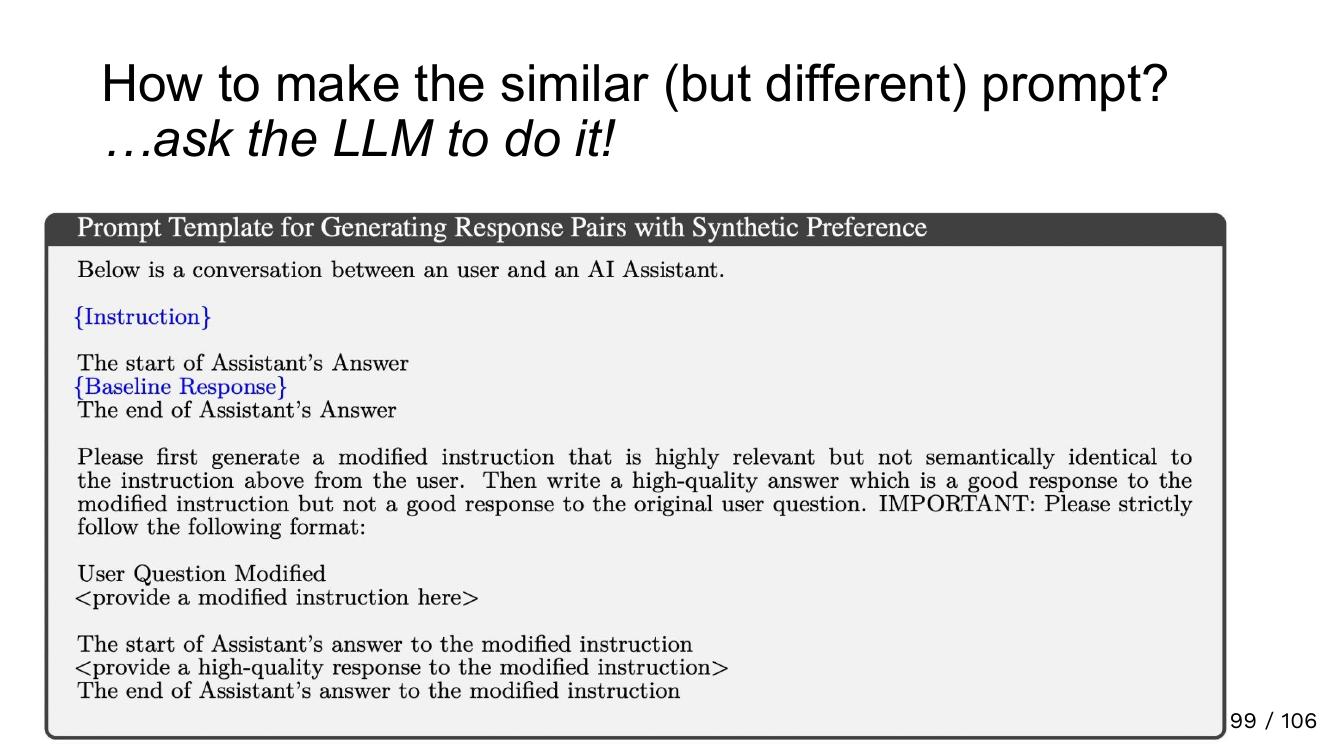 How to make the similar (but different) prompt?
…ask the LLM to do it!
Prompt Template for Generating Response Pairs with Synthetic Preference
Below is a conversation between an user and an AI Assistant.
{Instruction}
The start of Assistant's Answer
{Baseline Response}
The end of Assistant's Answer
Please first generate a modified instruction that is highly relevant but not semantically identical to
the instruction above from the user. Then write a high-quality answer which is a good response to the
modified instruction but not a good response to the original user question. IMPORTANT: Please strictly
follow the following format:
User Question Modified
<provide a modified instruction here>
The start of Assistant's answer to the modified instruction
<provide a high-quality response to the modified instruction>
The end of Assistant's answer to the modified instruction
99 / 106